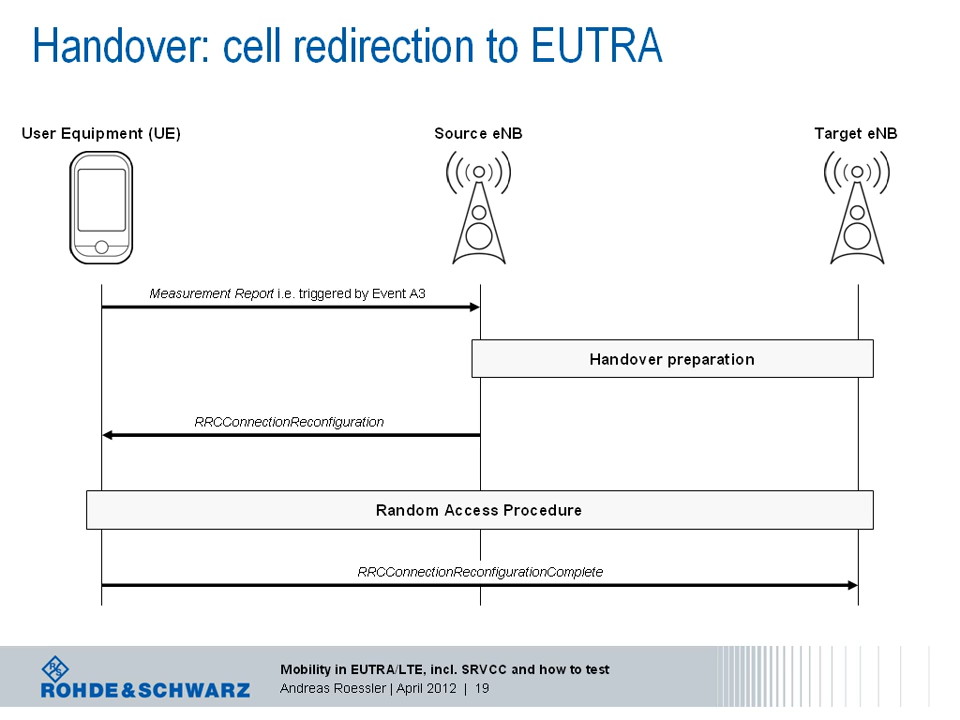 Handover: cell redirection to EUTRA
User Equipment (UE)
Source eNB
Target eNB
Measurement Report i.e. triggered by Event A3
Handover preparation
RRCConnectionReconfiguration
Random Access Procedure
RRCConnectionReconfigurationComplete
R&S
ROHDE&SCHWARZ
Mobility in EUTRA/LTE, incl. SRVCC and how to test
Andreas Roessler | April 2012 | 19